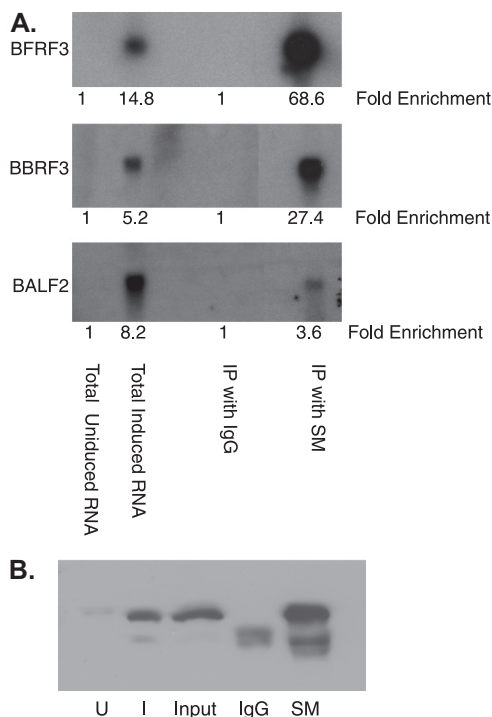 A.
BFRF3
1 14.8 1 68.6 Fold Enrichment
BBRF3
1 5.2 1 27.4 Fold Enrichment
BALF2
1 8.2 1 3.6 Fold Enrichment
Total Uniduced RNA
Total Induced RNA
IP with IgG
IP with SM
B.
U I Input IgG SM